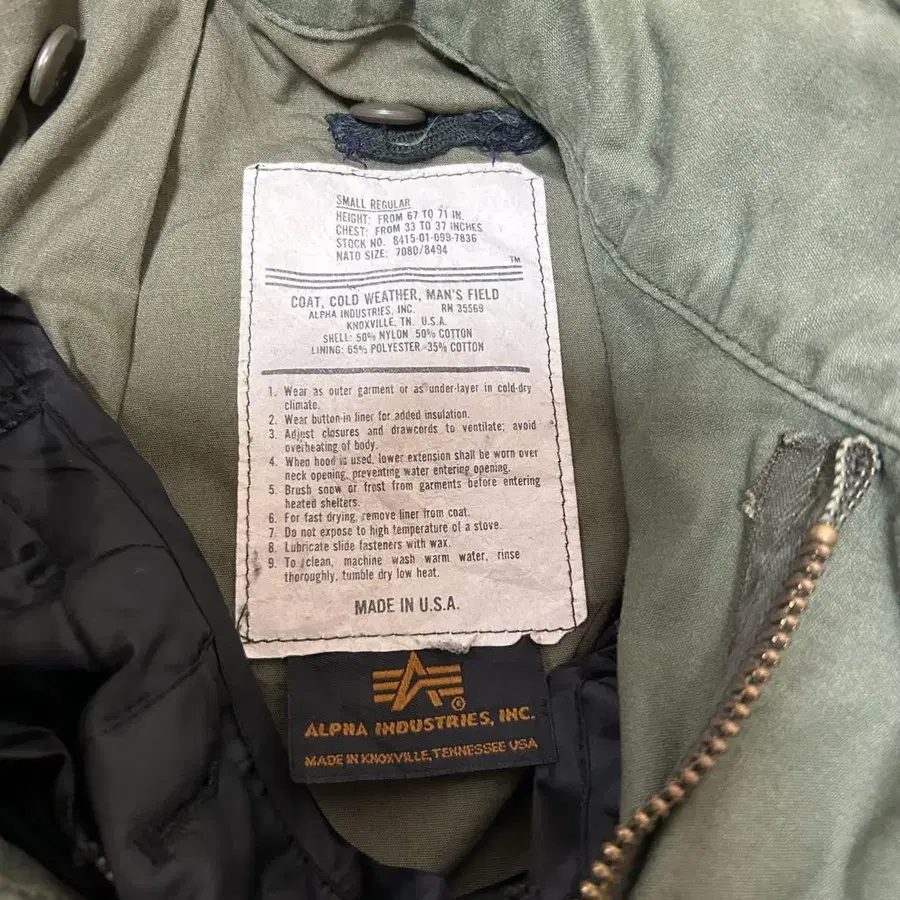 SMALL REGULAR
HEIGHT: FROM 67 TO 71 IN.
CHEST: FROM 33 TO 37 INCHES
STOCK NO. 8415-01-099-7836
NATO SIZE: 7080/8494
TM
COAT, COLD WEATHER, MAN'S FIELD
ALPHA INDUSTRIES, INC. RN 35569
KNOXVILLE, TN. U.S.A.
SHELL: 50% NYLON 50% COTTON
LINING: 65% POLYESTER 35% COTTON
1. Wear as outer garment or as under-layer in cold-dry
climate.
2. Wear button-in liner for added insulation.
3. Adjust closures and drawcords to ventilate; avoid
overheating of body.
4. When hood is used, lower extension shall be worn over
neck opening, preventing water entering opening.
5. Brush snow or frost from garments before entering
heated shelters.
6. For fast drying, remove liner from coat.
7. Do not expose to high temperature of a stove.
8. Lubricate slide fasteners with wax.
9. To clean, machine wash warm water, rinse
thoroughly, tumble dry low heat.
MADE IN U.S.A.
®
ALPHA INDUSTRIES, INC.
MADE IN KNOXVILLE, TENNESSEE USA